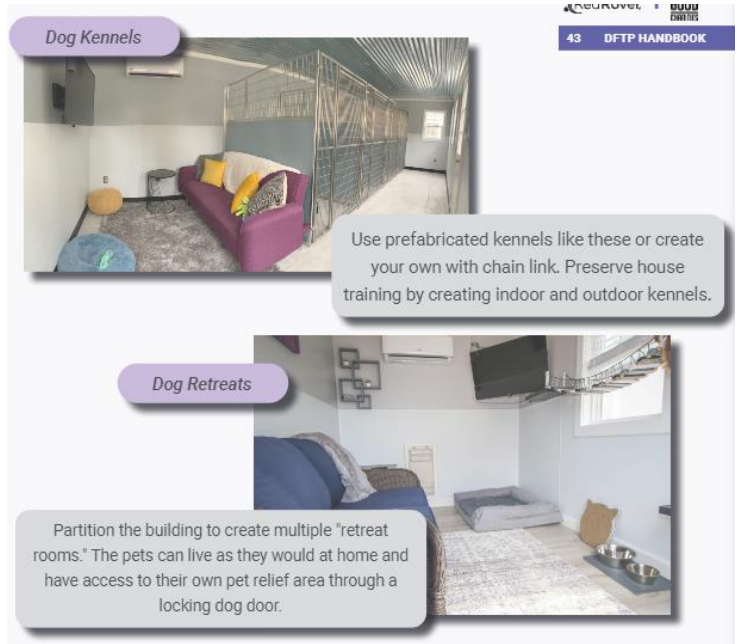 RedRover
43 DFTP HANDBOOK
Dog Kennels
Use prefabricated kennels like these or create
your own with chain link. Preserve house
training by creating indoor and outdoor kennels.
Dog Retreats
Partition the building to create multiple "retreat
rooms." The pets can live as they would at home and
have access to their own pet relief area through a
locking dog door.